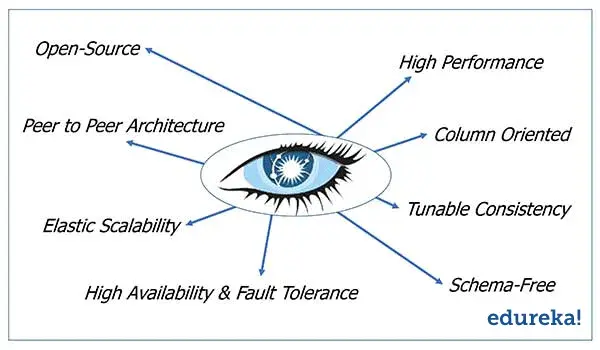 Open-Source
High Performance
Peer to Peer Architecture
Column Oriented
Tunable Consistency
Elastic Scalability
High Availability & Fault Tolerance
Schema-Free
edureka!